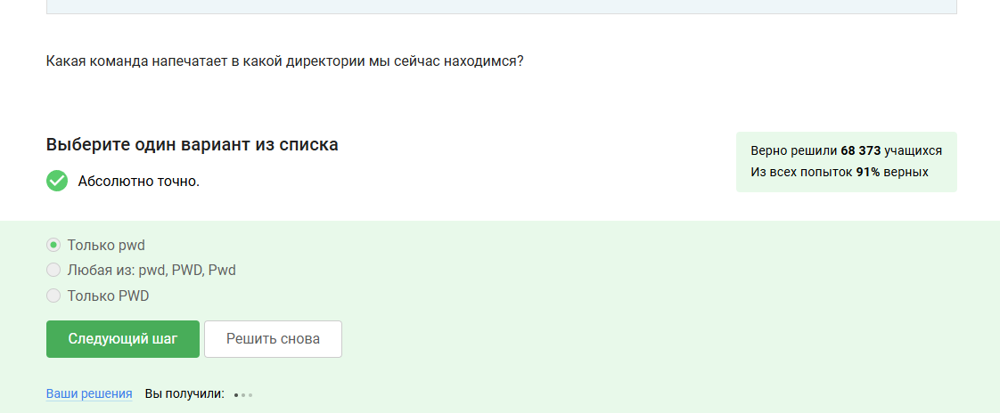 Какая команда напечатает в какой директории мы сейчас находимся?
Выберите один вариант из списка
Абсолютно точно.
Верно решили 68 373 учащихся
Из всех попыток 91% верных
Только pwd
Любая из: pwd, PWD, Pwd
Только PWD
Следующий шаг
Решить снова
Ваши решения Вы получили: